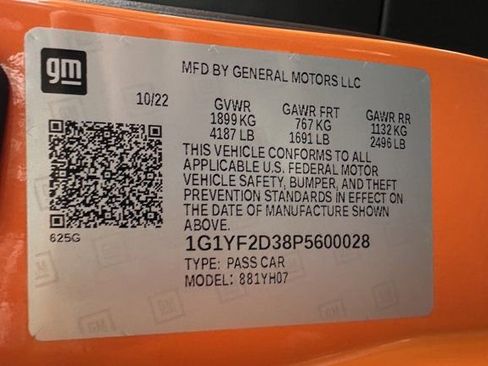 gm
MFD BY GENERAL MOTORS LLC
10/22 GVWR GAWR FRT GAWR RR
1899 KG 767 KG 1132 KG
4187 LB 1691 LB 2496 LB
THIS VEHICLE CONFORMS TO ALL
APPLICABLE U.S. FEDERAL MOTOR
VEHICLE SAFETY, BUMPER, AND THEFT
PREVENTION STANDARDS IN EFFECT ON
THE DATE OF MANUFACTURE SHOWN
ABOVE.
625G
1G1YF2D38P5600028
TYPE: PASS CAR
MODEL: 881YH07